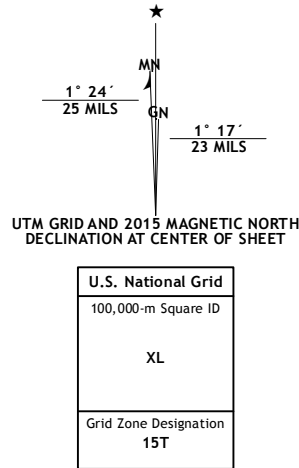 MN
1° 24´
25 MILS
GN
1° 17´
23 MILS
UTM GRID AND 2015 MAGNETIC NORTH
DECLINATION AT CENTER OF SHEET
U.S. National Grid
100,000-m Square ID
XL
Grid Zone Designation
15T